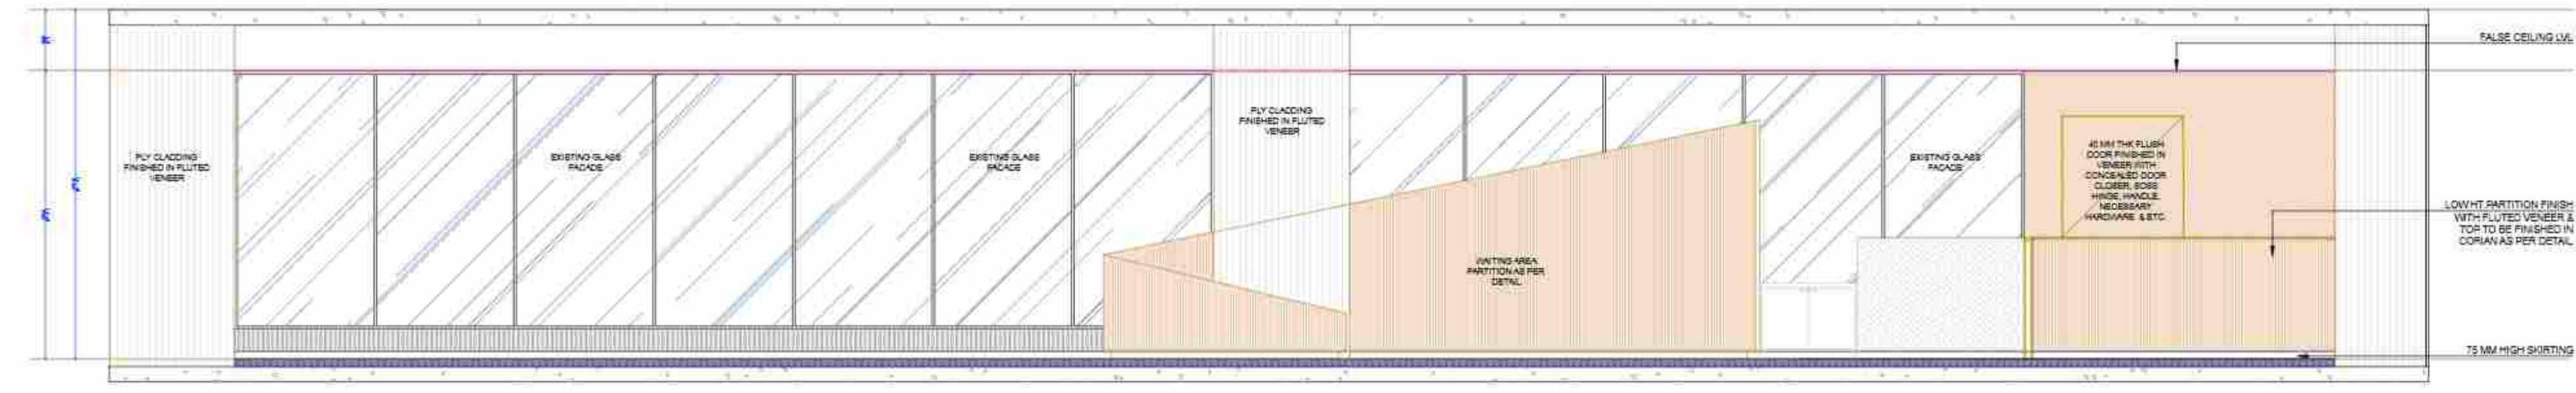 FALSE CEILING LVL
PLY CLADDING
FINISHED IN FLUTED
VENEER
EXISTING GLASS
FACADE
EXISTING GLASS
FACADE
PLY CLADDING
FINISHED IN FLUTED
VENEER
WAITING AREA
PARTITION AS PER
DETAIL
EXISTING GLASS
FACADE
40 MM THK FLUSH
DOOR FINISHED IN
VENEER WITH
CONCEALED DOOR
CLOSER, SOSS
HINGE, HANDLE,
NECESSARY
HARDWARE & ETC.
LOW HT. PARTITION FINISH
WITH FLUTED VENEER &
TOP TO BE FINISHED IN
CORIAN AS PER DETAIL
75 MM HIGH SKIRTING